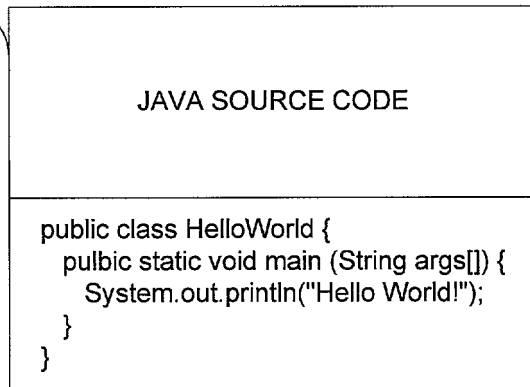 JAVA SOURCE CODE
public class HelloWorld {
pulbic static void main (String args[]) {
System.out.println("Hello World!");
}
}